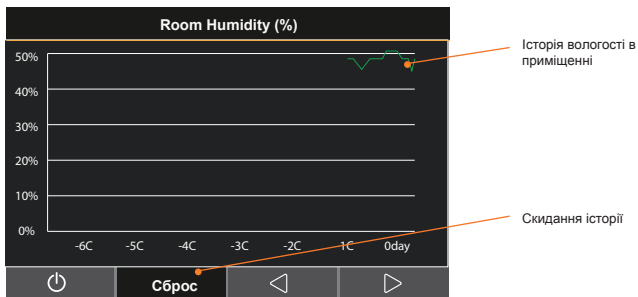 Room Humidity (%)
50%
40%
30%
20%
10%
0%
-6C -5C -4C -3C -2C -1C 0day
Сброс
Історія вологості в
приміщенні
Скидання історії